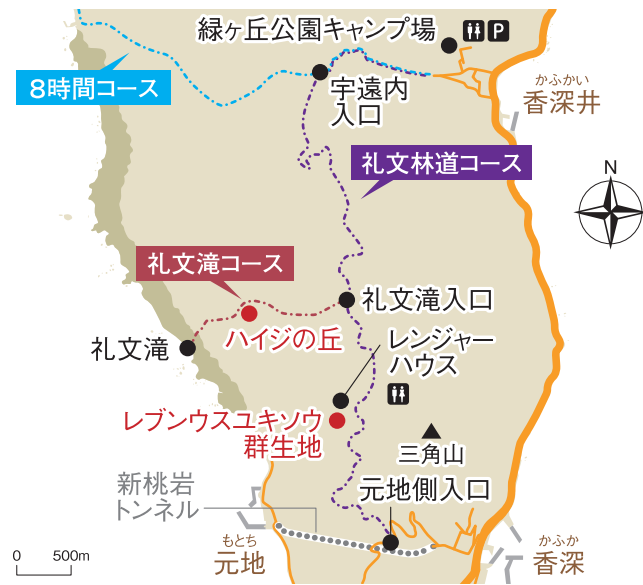 緑ヶ丘公園キャンプ場
P
8時間コース
宇遠内
入口
かふかい
香深井
礼文林道コース
N
礼文滝コース
礼文滝入口
ハイジの丘
礼文滝
レンジャー
ハウス
レブンウスユキソウ
群生地
三角山
新桃岩
トンネル
元地側入口
もとち
元地
かふか
香深
0 500m